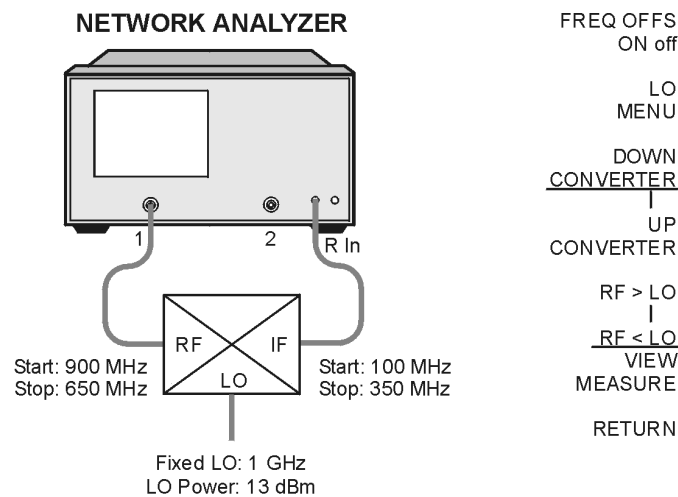 NETWORK ANALYZER
1
2
R In
RF
IF
LO
Start: 900 MHz
Stop: 650 MHz
Start: 100 MHz
Stop: 350 MHz
Fixed LO: 1 GHz
LO Power: 13 dBm
FREQ OFFS
ON off
LO
MENU
DOWN
CONVERTER
UP
CONVERTER
RF > LO
RF < LO
VIEW
MEASURE
RETURN